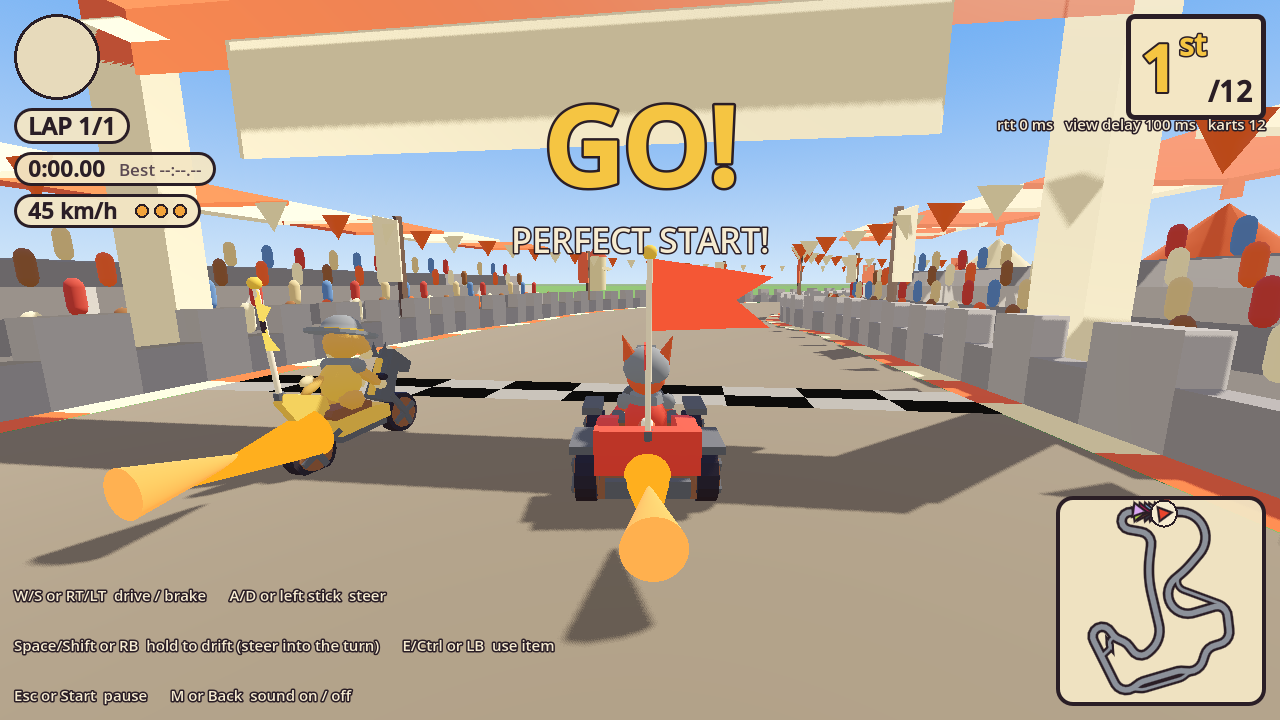 LAP 1/1
0:00.00 Best --:--.--
45 km/h
1st
/12
rtt 0 ms view delay 100 ms karts 12
GO!
PERFECT START!
W/S or RT/LT drive / brake A/D or left stick steer
Space/Shift or RB hold to drift (steer into the turn) E/Ctrl or LB use item
Esc or Start pause M or Back sound on / off